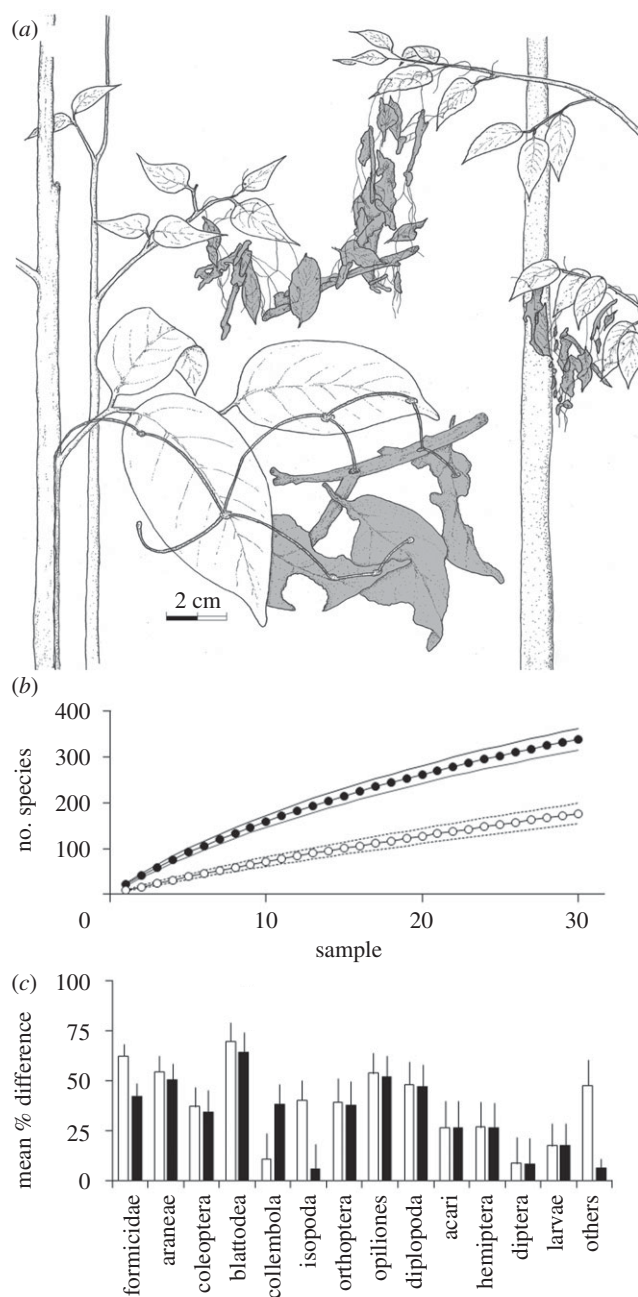 (a)
2 cm
(b)
400
300
200
100
0
10
20
30
no. species
sample
(c)
100
75
50
25
0
mean % difference
formicidae
araneae
coleoptera
blattodea
collembola
isopoda
orthoptera
opiliones
diplopoda
acari
hemiptera
diptera
larvae
others